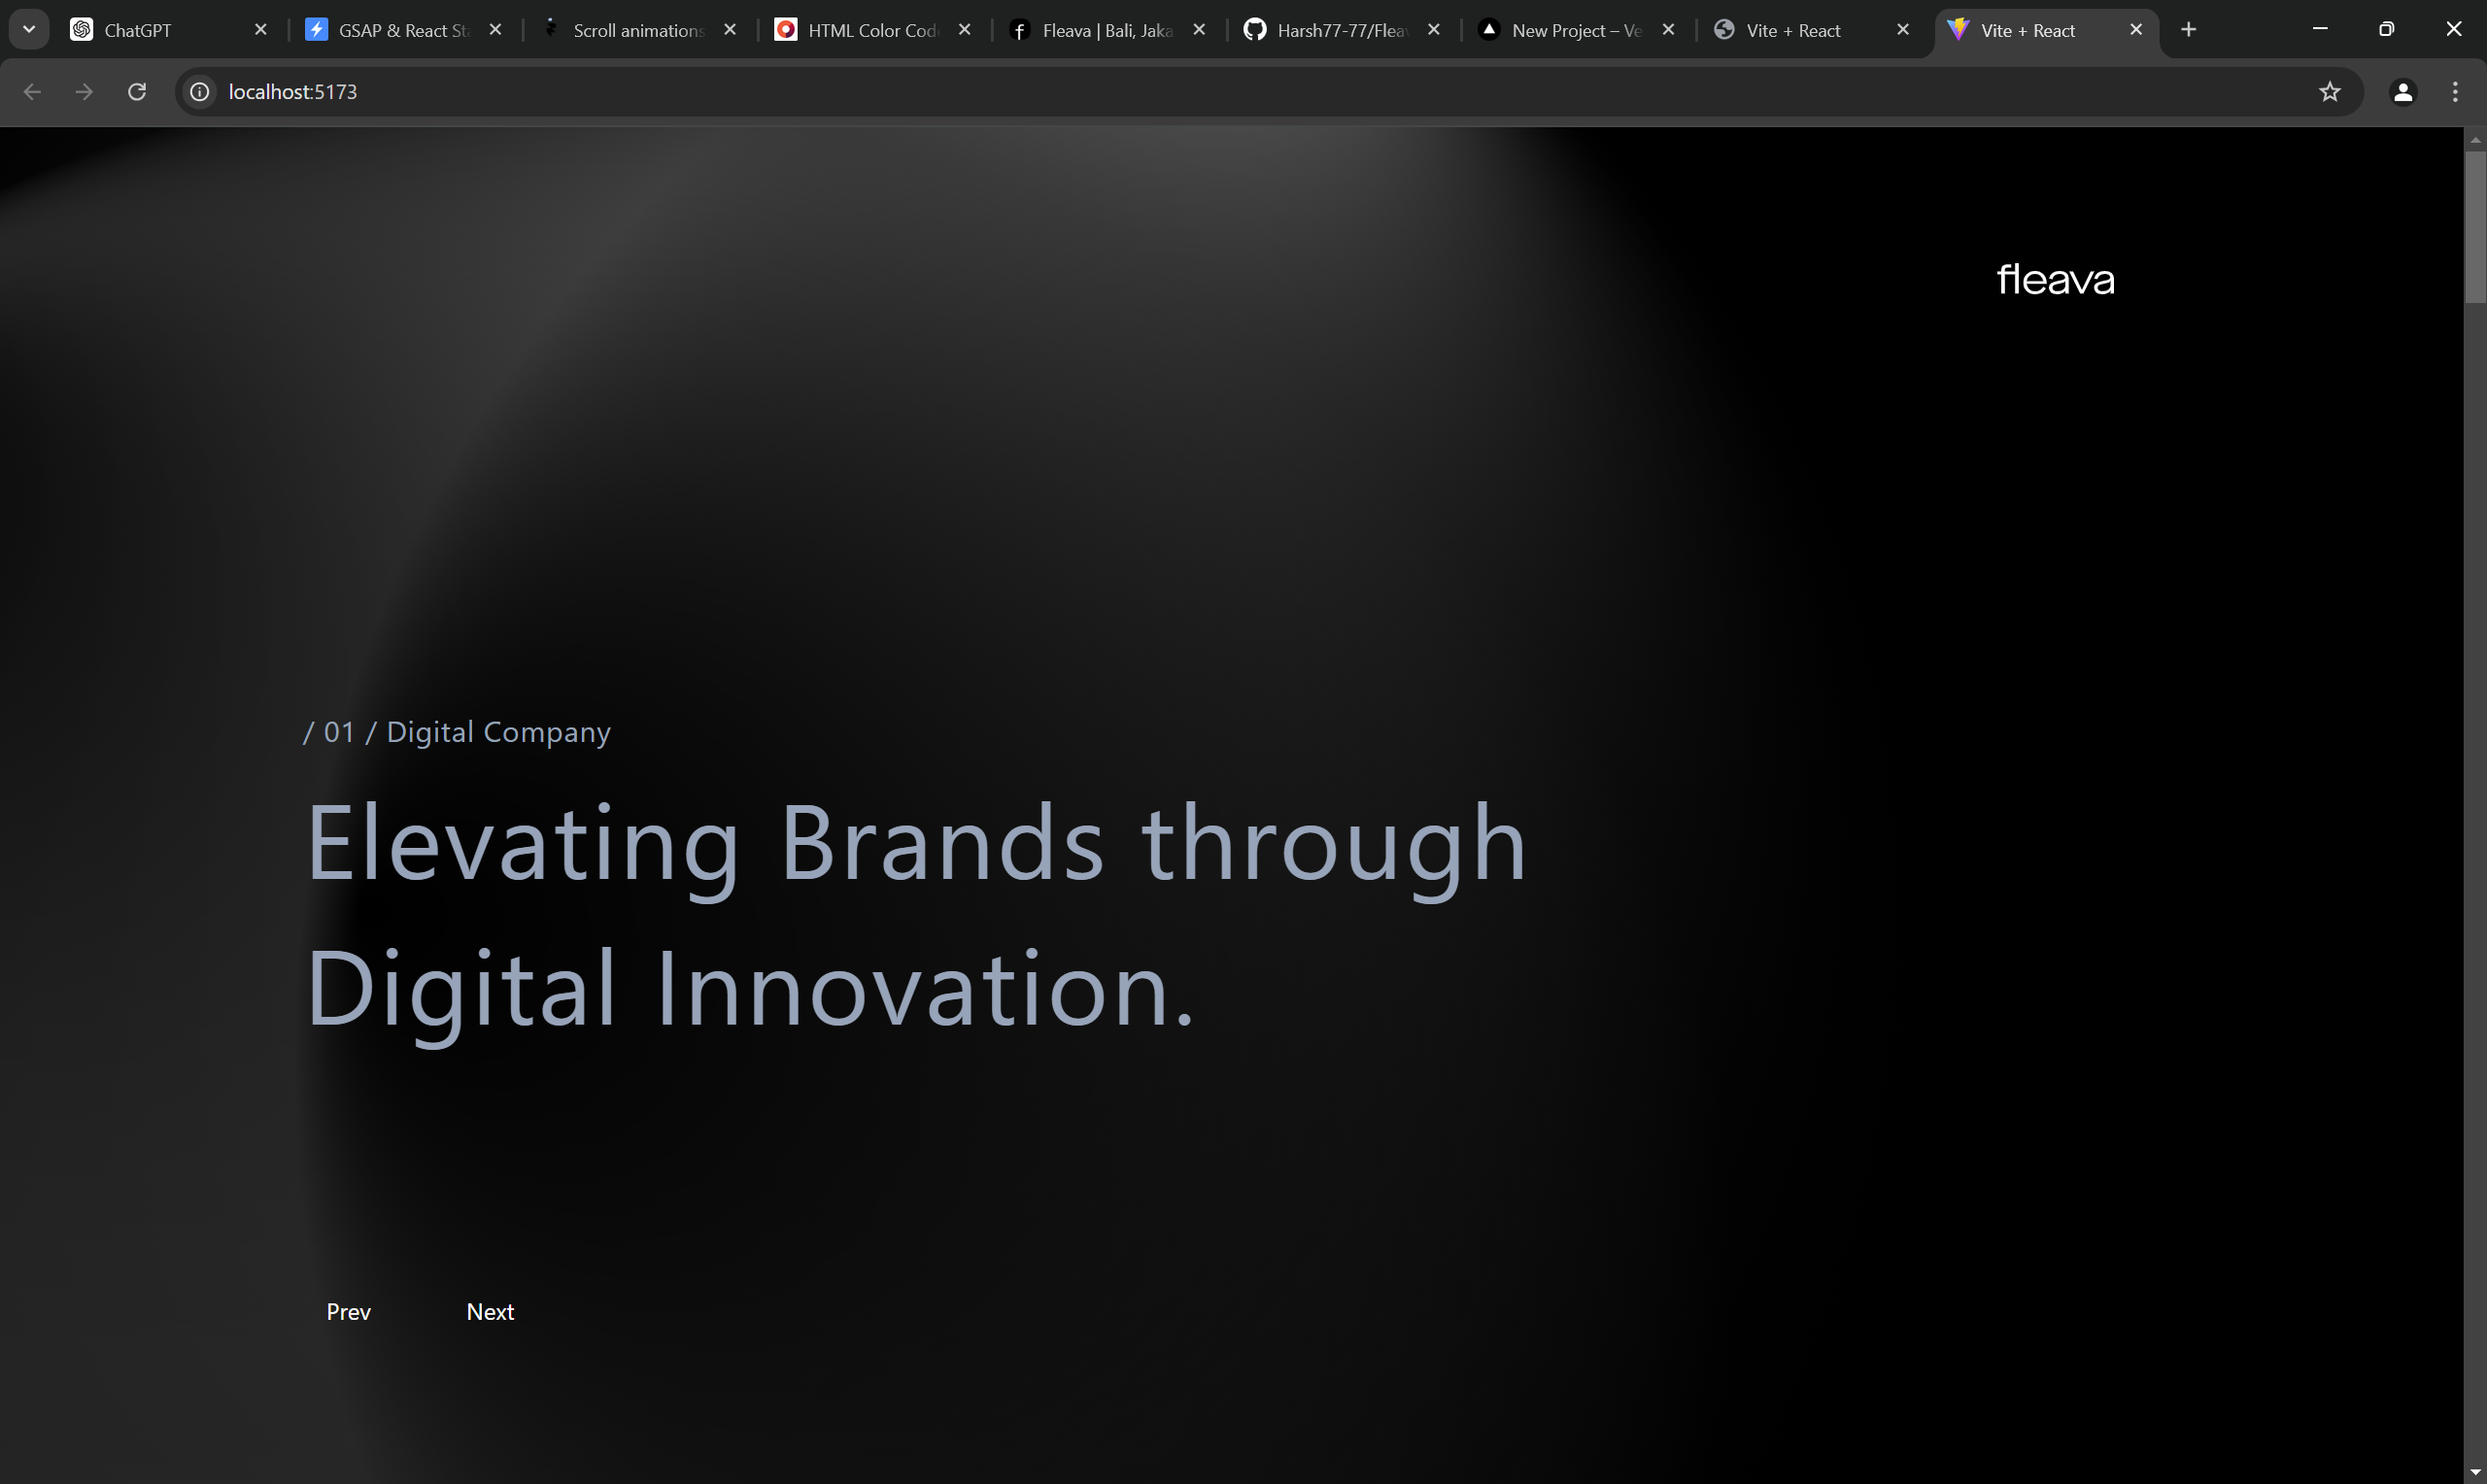 ChatGPT
GSAP & React St
Scroll animations
HTML Color Cod
Fleava | Bali, Jaka
Harsh77-77/Flea
New Project – Ve
Vite + React
Vite + React
localhost:5173
fleava
/ 01 / Digital Company
Elevating Brands through
Digital Innovation.
Prev Next